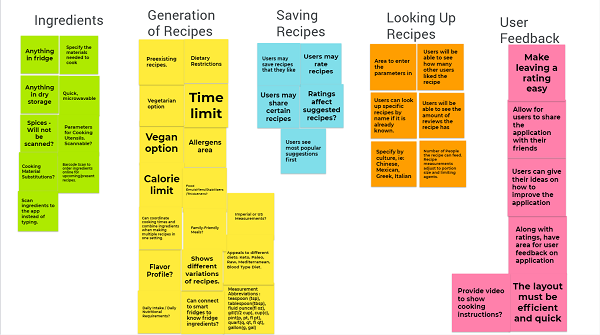 Ingredients
Anything
in fridge
Specify the
materials
needed to
cook
Anything
in dry
storage
Quick,
microwavable
Spices -
Will not
be
scanned?
Parameters
for Cooking
Utensils.
Scannable?
Cooking
Material
Substitutions?
Barcode Scan to
order ingredients
online for
upcoming/present
recipes.
Scan
ingredients
to the app
instead of
typing.
Generation
of Recipes
Preexisting
recipes.
Dietary
Restrictions
Vegetarian
option
Time
limit
Vegan
option
Allergens
area
Calorie
limit
Food
Can coordinate
cooking times and
combine ingredients
when making
multiple recipes in
one setting.
Family-Friendly
Meals?
Imperial or US
Measurements?
Flavor
Profile?
Shows
different
variations
of recipes.
Appeals to different
diets: Keto, Paleo,
Raw, Mediterranean,
Blood Type Diet.
Daily Intake / Daily
Nutritional
Requirements?
Can connect to
smart fridges
to know fridge
ingredients?
Measurement
Abbreviations :
teaspoon (tsp),
tablespoon(tbsp),
fluid ounce(fl oz),
gill(1/2 cup), cup(c),
pint(p, pt, fl pt),
quart(q, qt, fl qt),
gallon(g, gal)
Saving
Recipes
Users may
save recipes
that they like
Users may
rate
recipes
Users may
share
certain
recipes
Ratings
affect
suggested
recipes?
Users see
most popular
suggestions
first
Looking Up
Recipes
Area to enter
the
parameters in
Users will be
able to see
how many
other users
liked the
recipe
Users can look
up specific
recipes by
name if it is
already
known.
Users will be
able to see the
amount of
reviews the
recipe has
Specify by
culture, ie:
Chinese,
Mexican,
Greek, Italian
Number of People
the recipe can feed.
Recipe
measurements
adjust to portion
size and limiting
agents.
User
Feedback
Make
leaving a
rating
easy
Allow for
users to share
the
application
with their
friends
Users can give
their ideas on
how to improve
the application
Along with
ratings, have
area for user
feedback on
application
Provide video
to show
cooking
instructions?
The layout
must be
efficient
and quick